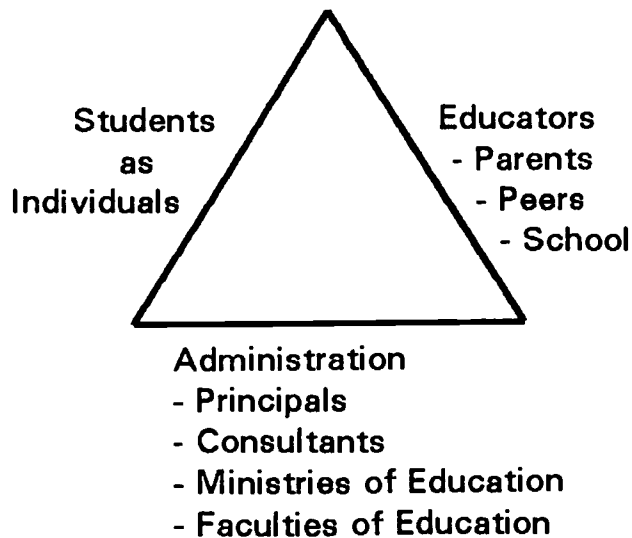 Students
as
Individuals
Educators
- Parents
- Peers
- School
Administration
- Principals
- Consultants
- Ministries of Education
- Faculties of Education